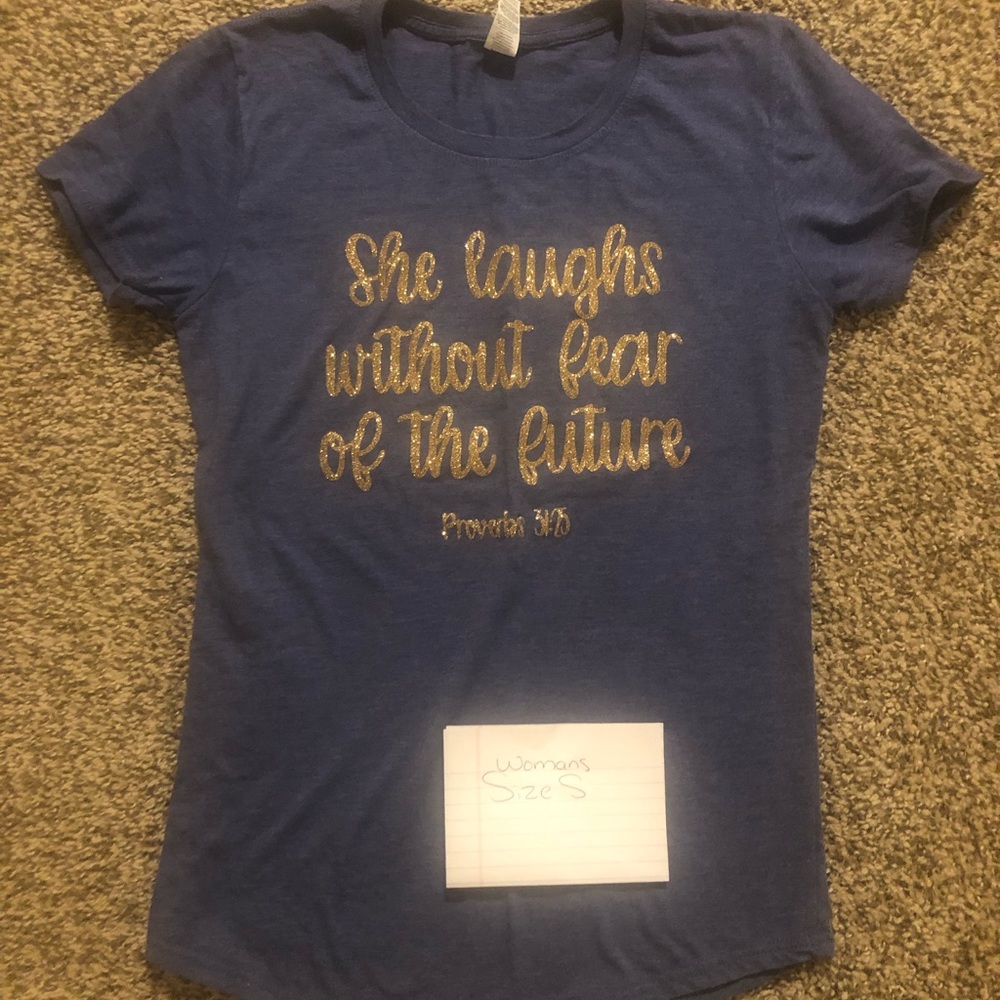 She laughs
without fear
of the future
Proverbs 31:25
Womans
Size S